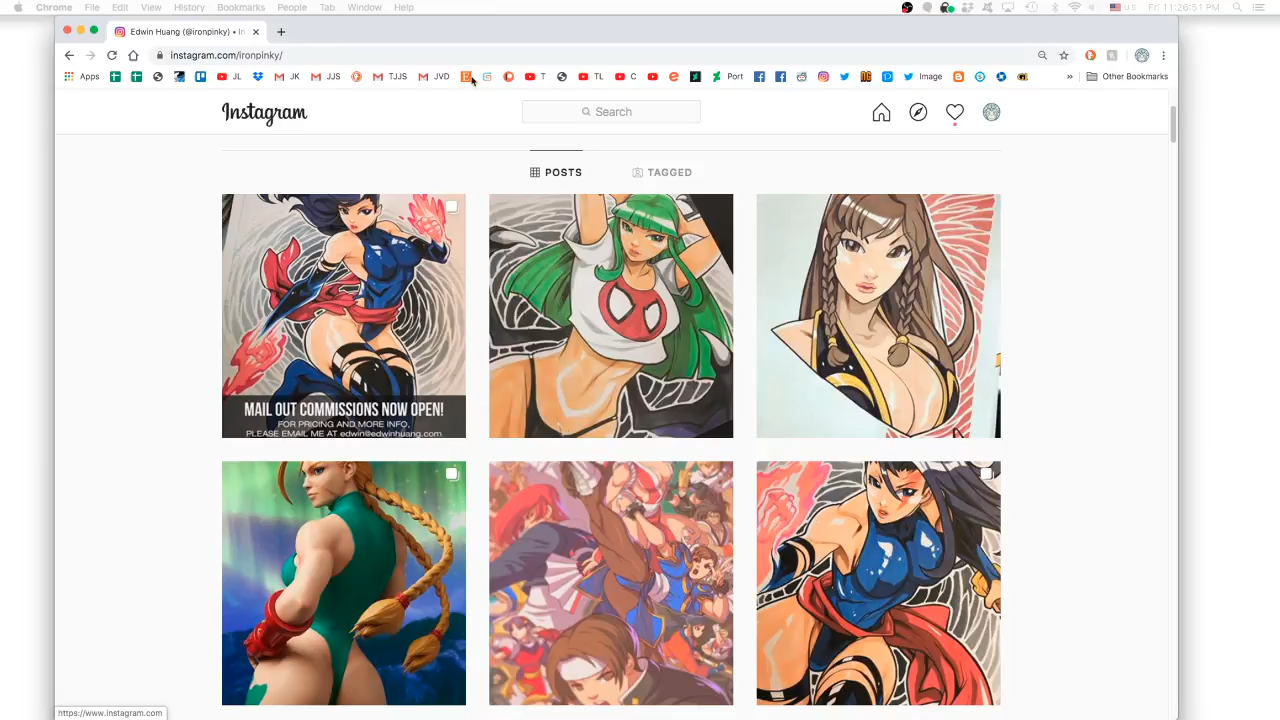 Chrome File Edit View History Bookmarks People Tab Window Help US Fri 11:26:51 PM
Edwin Huang (@ironpinky) • In
instagram.com/ironpinky/
Apps JL JK JJS TJJS JVD T TL C Port Image » Other Bookmarks
Instagram
Search
POSTS TAGGED
MAIL OUT COMMISSIONS NOW OPEN!
FOR PRICING AND MORE INFO,
PLEASE EMAIL ME AT edwin@edwinhuang.com
https://www.instagram.com